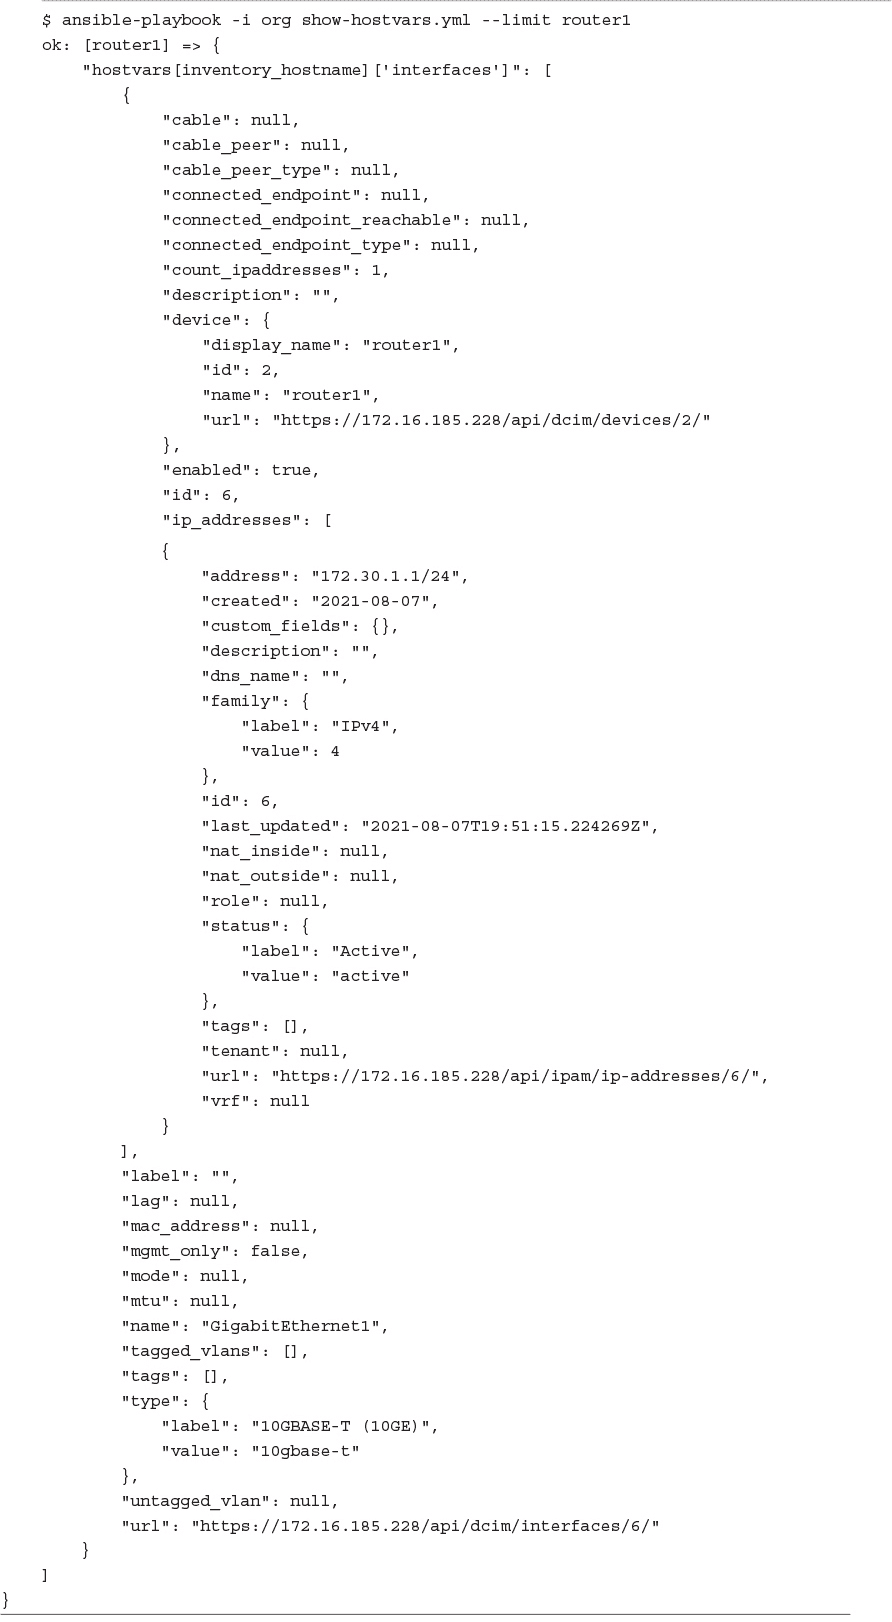 $ ansible-playbook -i org show-hostvars.yml --limit router1
ok: [router1] => {
    "hostvars[inventory_hostname]['interfaces']": [
        {
            "cable": null,
            "cable_peer": null,
            "cable_peer_type": null,
            "connected_endpoint": null,
            "connected_endpoint_reachable": null,
            "connected_endpoint_type": null,
            "count_ipaddresses": 1,
            "description": "",
            "device": {
                "display_name": "router1",
                "id": 2,
                "name": "router1",
                "url": "https://172.16.185.228/api/dcim/devices/2/"
            },
            "enabled": true,
            "id": 6,
            "ip_addresses": [
            {
                "address": "172.30.1.1/24",
                "created": "2021-08-07",
                "custom_fields": {},
                "description": "",
                "dns_name": "",
                "family": {
                    "label": "IPv4",
                    "value": 4
                },
                "id": 6,
                "last_updated": "2021-08-07T19:51:15.224269Z",
                "nat_inside": null,
                "nat_outside": null,
                "role": null,
                "status": {
                    "label": "Active",
                    "value": "active"
                },
                "tags": [],
                "tenant": null,
                "url": "https://172.16.185.228/api/ipam/ip-addresses/6/",
                "vrf": null
            }
        ],
        "label": "",
        "lag": null,
        "mac_address": null,
        "mgmt_only": false,
        "mode": null,
        "mtu": null,
        "name": "GigabitEthernet1",
        "tagged_vlans": [],
        "tags": [],
        "type": {
            "label": "10GBASE-T (10GE)",
            "value": "10gbase-t"
        },
        "untagged_vlan": null,
        "url": "https://172.16.185.228/api/dcim/interfaces/6/"
    }
]
}